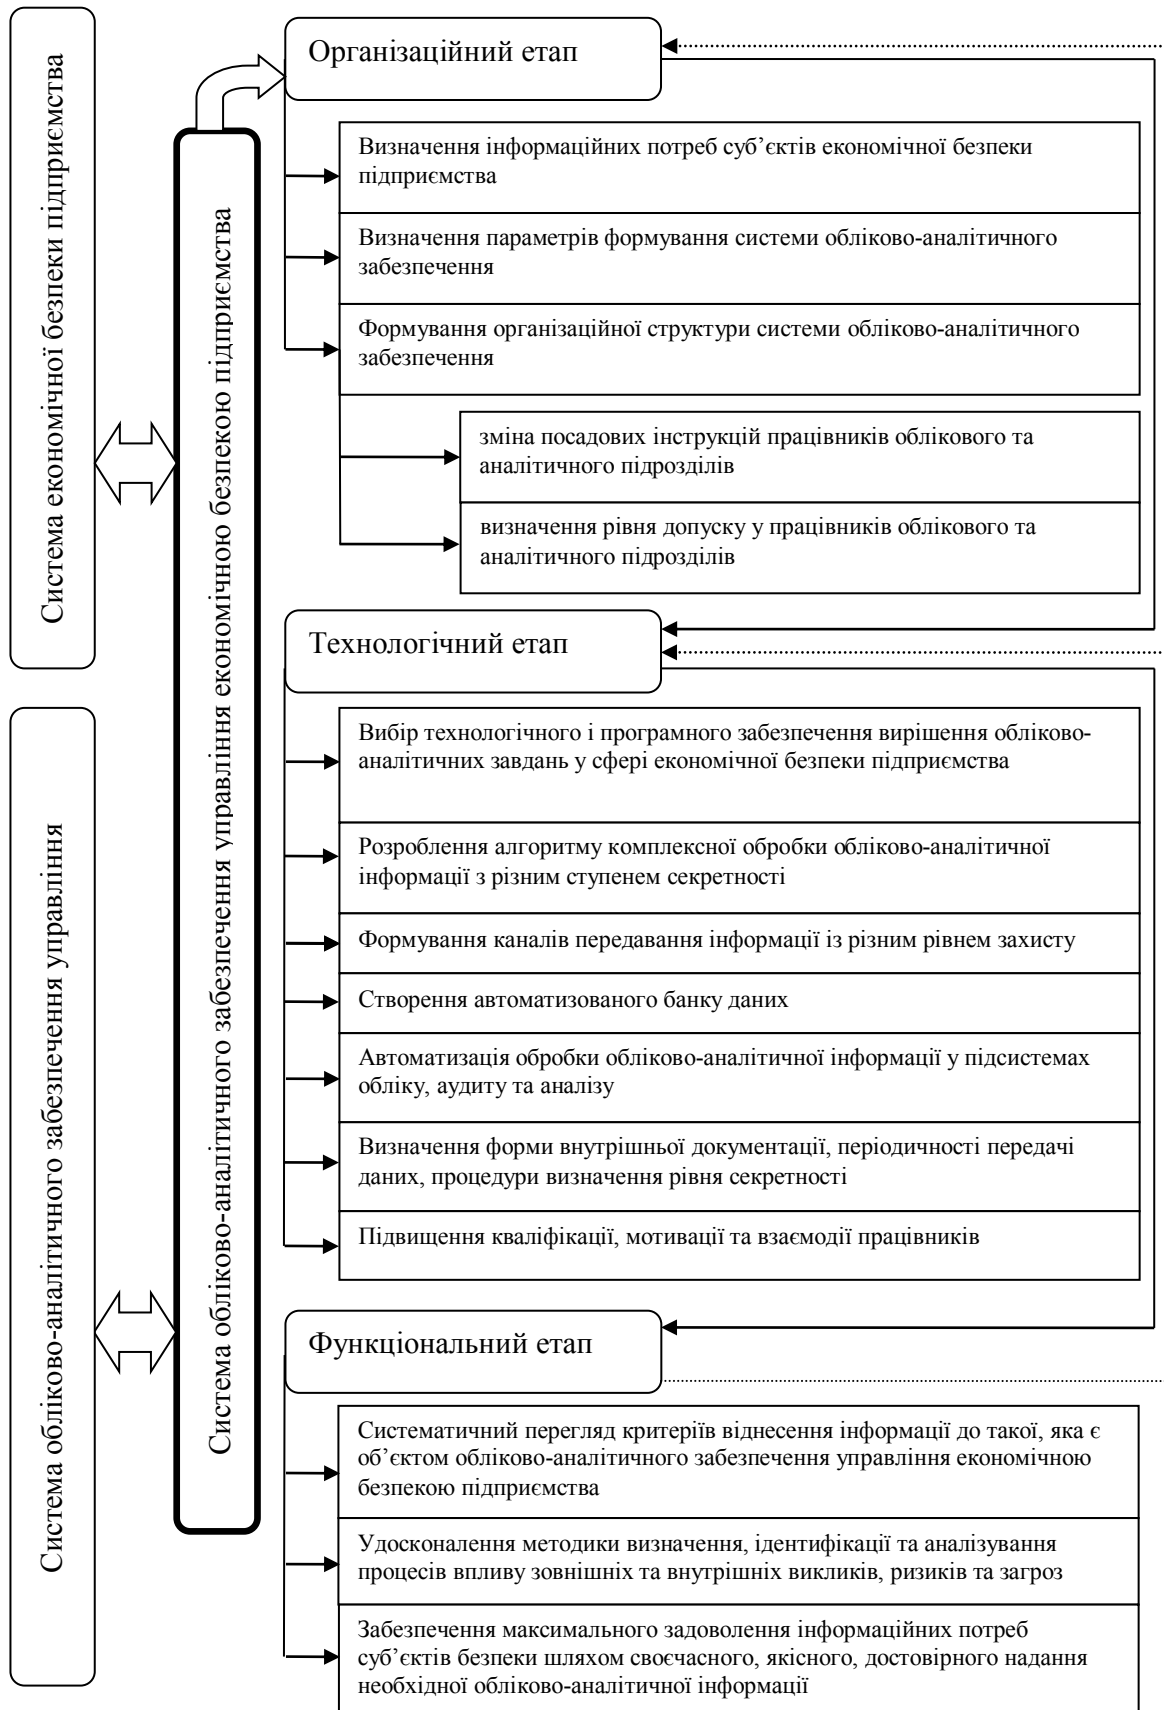 Система економічної безпеки підприємства
Система обліково-аналітичного забезпечення управління
Система обліково-аналітичного забезпечення управління економічною безпекою підприємства
Організаційний етап
Визначення інформаційних потреб суб’єктів економічної безпеки
підприємства
Визначення параметрів формування системи обліково-аналітичного
забезпечення
Формування організаційної структури системи обліково-аналітичного
забезпечення
зміна посадових інструкцій працівників облікового та
аналітичного підрозділів
визначення рівня допуску у працівників облікового та
аналітичного підрозділів
Технологічний етап
Вибір технологічного і програмного забезпечення вирішення обліково-
аналітичних завдань у сфері економічної безпеки підприємства
Розроблення алгоритму комплексної обробки обліково-аналітичної
інформації з різним ступенем секретності
Формування каналів передавання інформації із різним рівнем захисту
Створення автоматизованого банку даних
Автоматизація обробки обліково-аналітичної інформації у підсистемах
обліку, аудиту та аналізу
Визначення форми внутрішньої документації, періодичності передачі
даних, процедури визначення рівня секретності
Підвищення кваліфікації, мотивації та взаємодії працівників
Функціональний етап
Систематичний перегляд критеріїв віднесення інформації до такої, яка є
об’єктом обліково-аналітичного забезпечення управління економічною
безпекою підприємства
Удосконалення методики визначення, ідентифікації та аналізування
процесів впливу зовнішніх та внутрішніх викликів, ризиків та загроз
Забезпечення максимального задоволення інформаційних потреб
суб’єктів безпеки шляхом своєчасного, якісного, достовірного надання
необхідної обліково-аналітичної інформації